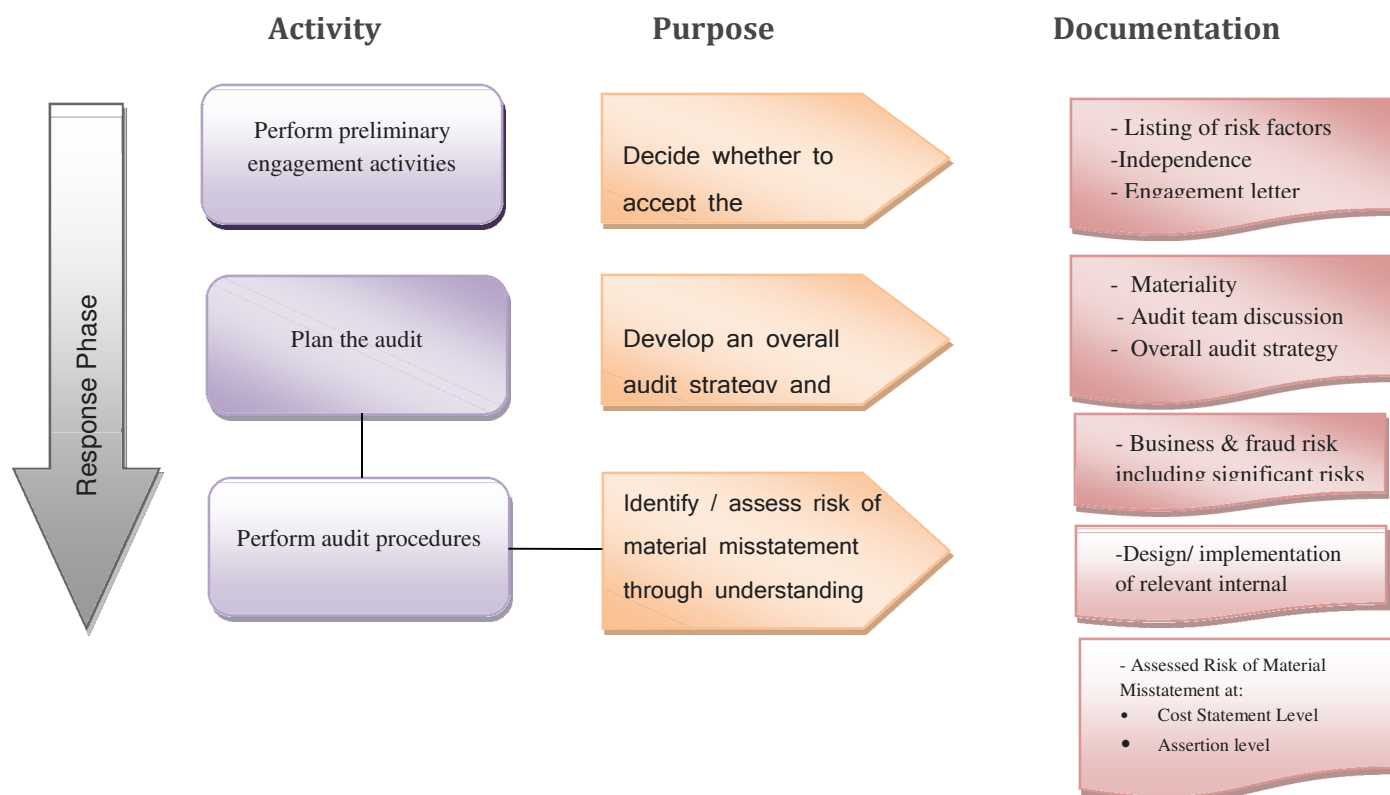 Activity
Purpose
Documentation
Response Phase
Perform preliminary
engagement activities
Decide whether to
accept the
- Listing of risk factors
-Independence
- Engagement letter
Plan the audit
Develop an overall
audit strategy and
- Materiality
- Audit team discussion
- Overall audit strategy
Perform audit procedures
Identify / assess risk of
material misstatement
through understanding
- Business & fraud risk
including significant risks
-Design/ implementation
of relevant internal
- Assessed Risk of Material
Misstatement at:
• Cost Statement Level
• Assertion level